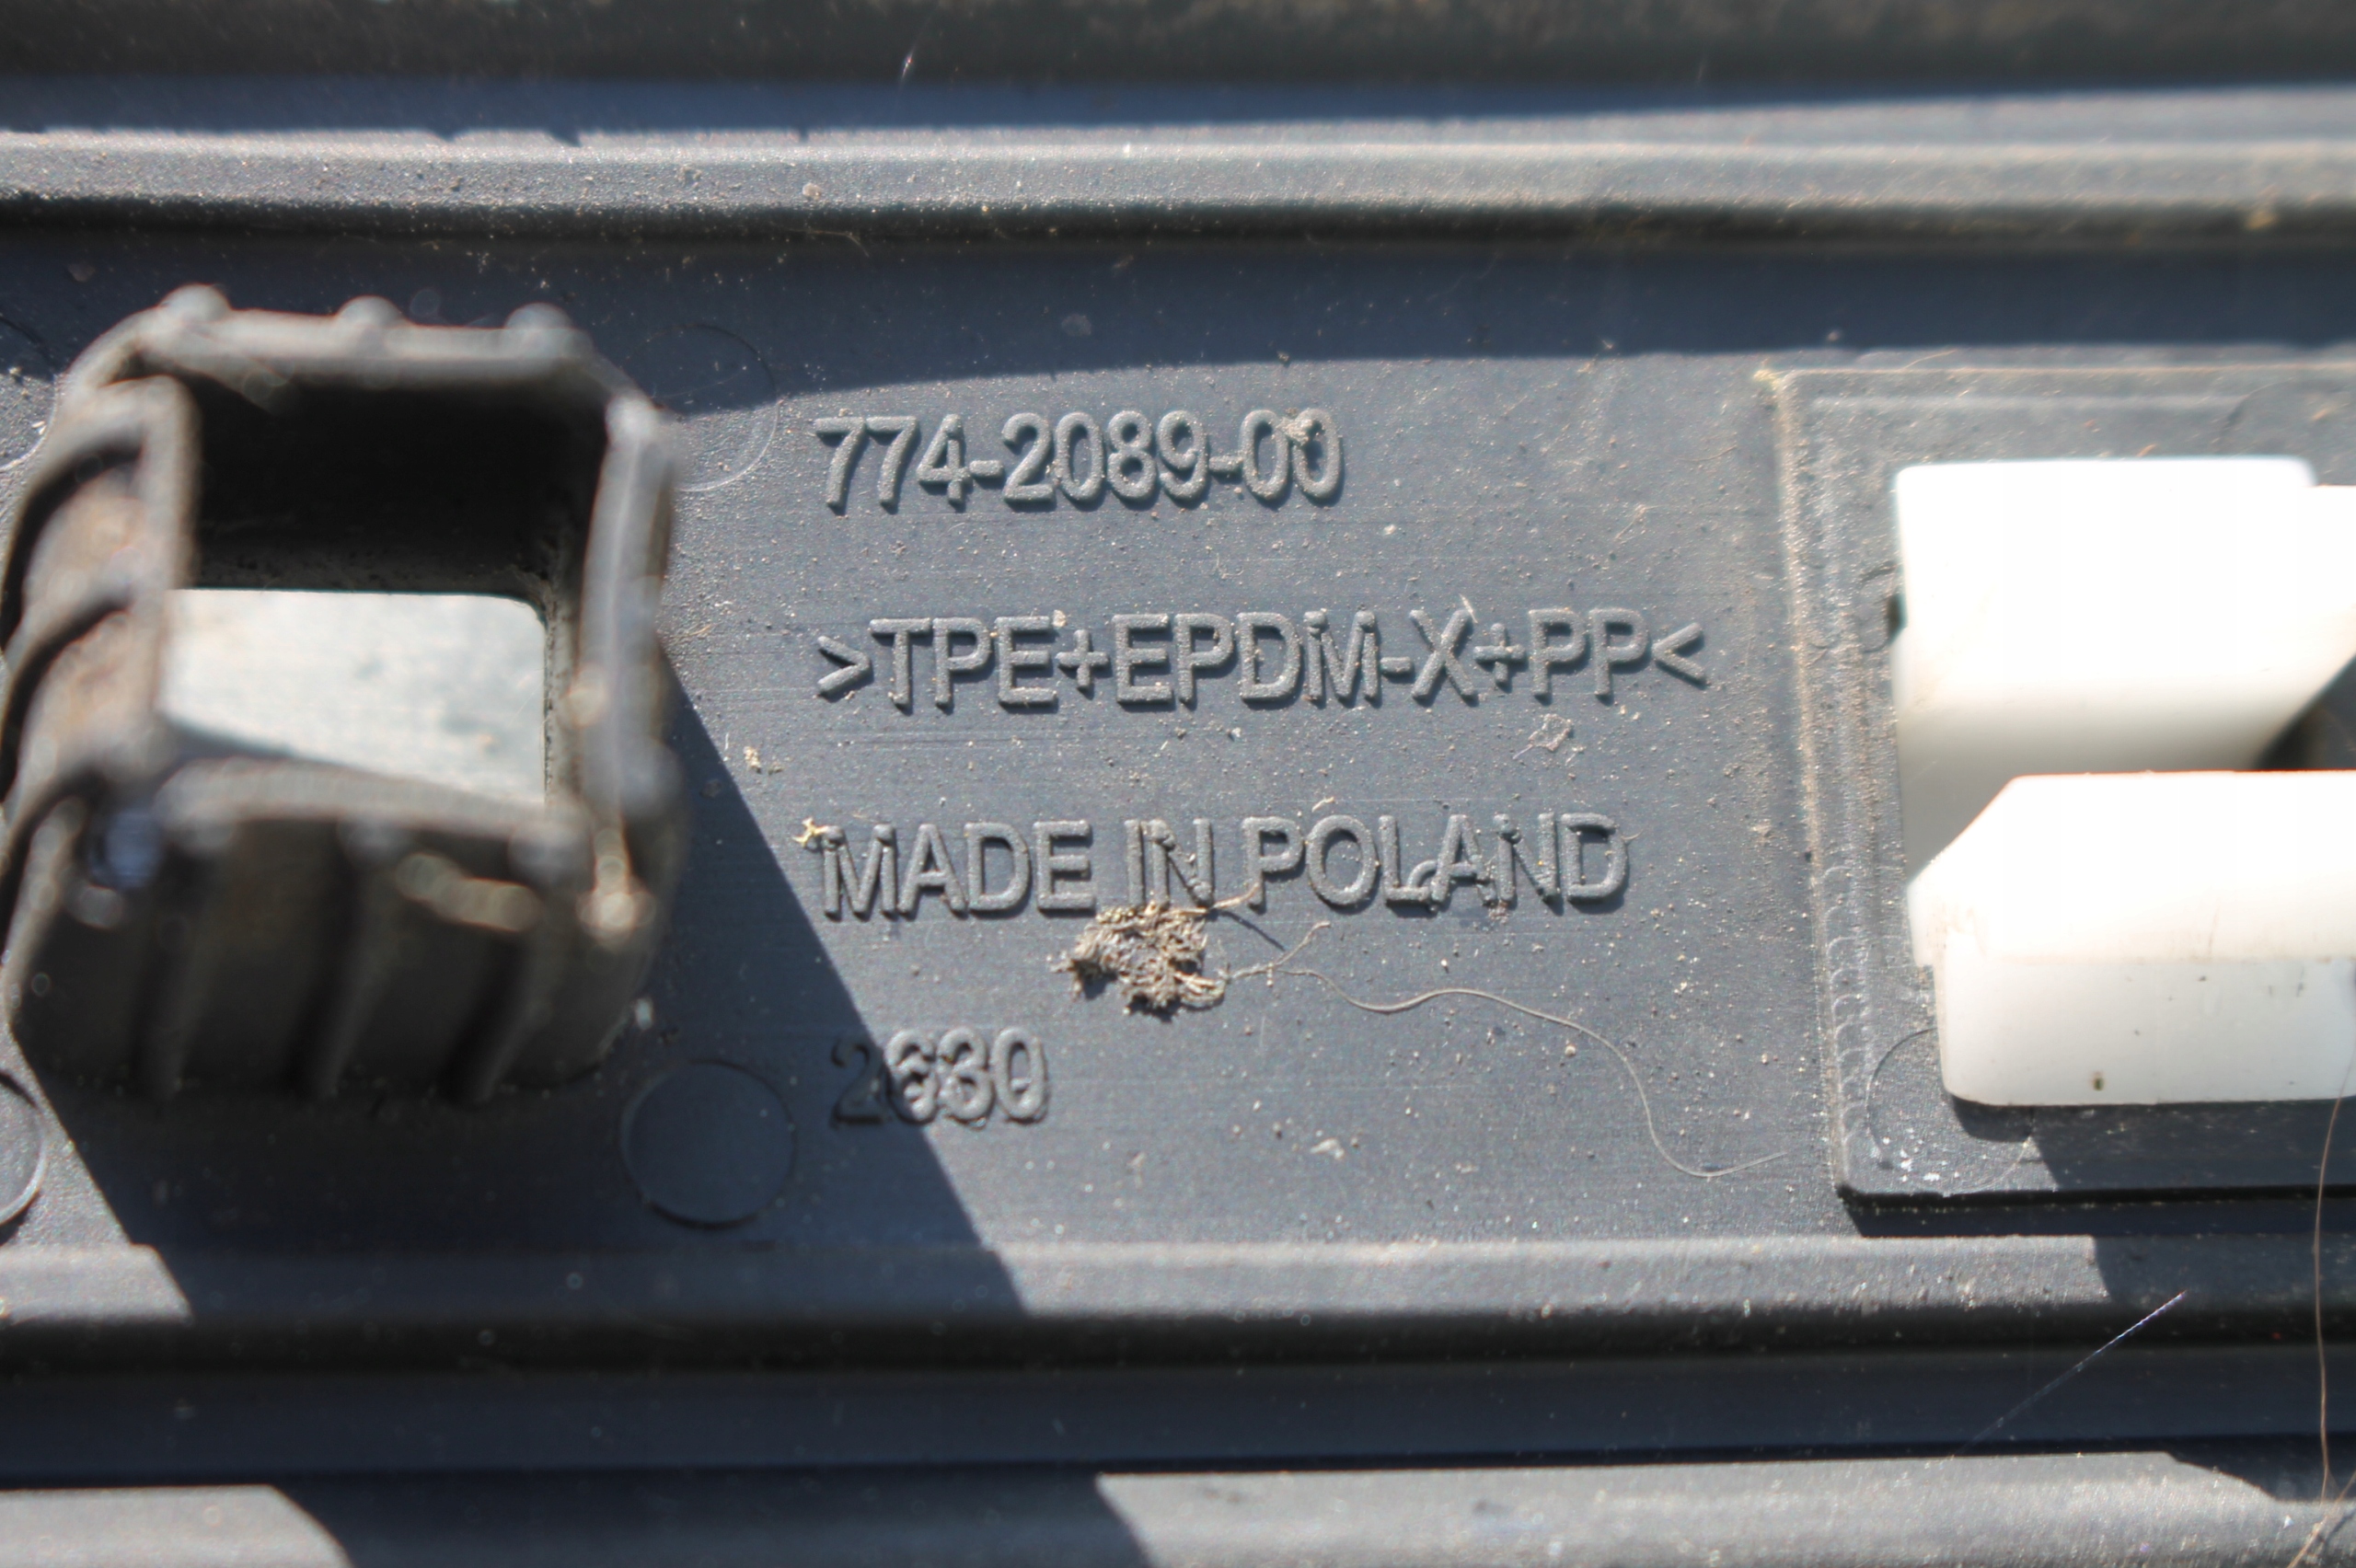 774-2089-00
>TPE+EPDM-X+PP<
MADE IN POLAND
2630